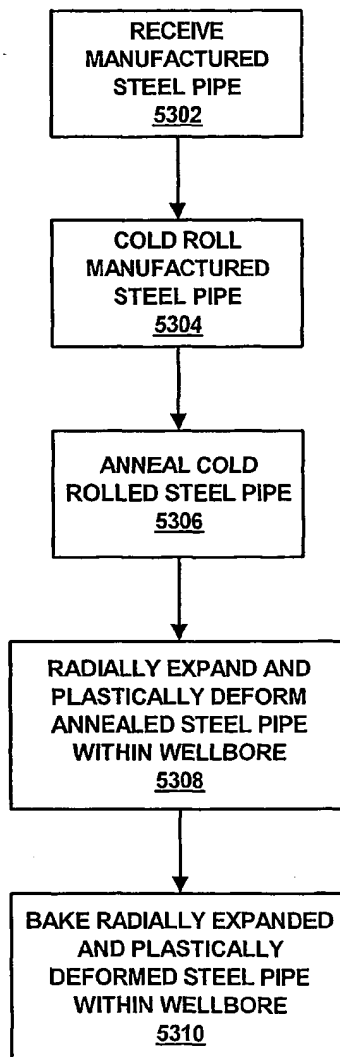 RECEIVE
MANUFACTURED
STEEL PIPE
5302
COLD ROLL
MANUFACTURED
STEEL PIPE
5304
ANNEAL COLD
ROLLED STEEL PIPE
5306
RADIALLY EXPAND AND
PLASTICALLY DEFORM
ANNEALED STEEL PIPE
WITHIN WELLBORE
5308
BAKE RADIALLY EXPANDED
AND PLASTICALLY
DEFORMED STEEL PIPE
WITHIN WELLBORE
5310